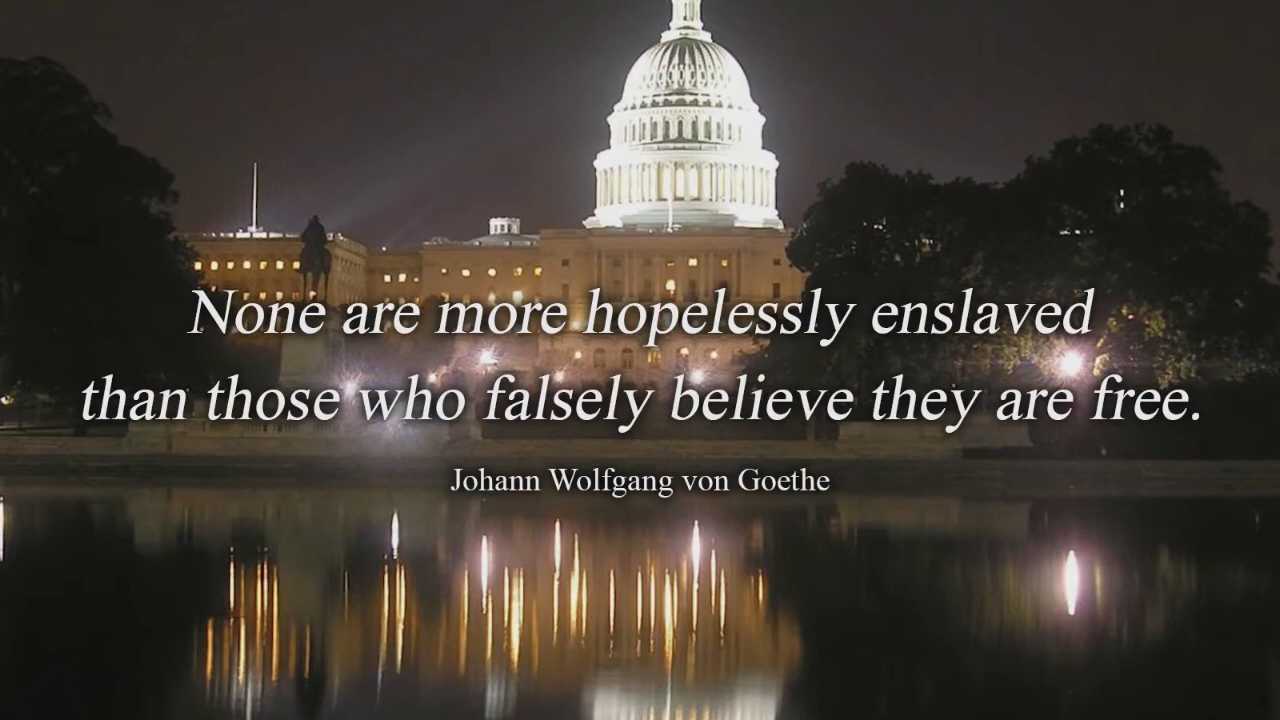 None are more hopelessly enslaved
than those who falsely believe they are free.
Johann Wolfgang von Goethe